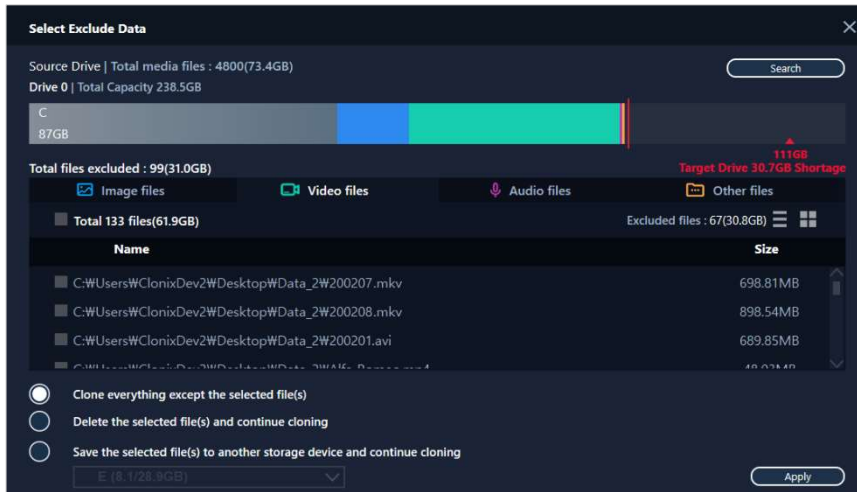 Select Exclude Data
Source Drive | Total media files : 4800(73.4GB)
Search
Drive 0 | Total Capacity 238.5GB
C
87GB
111GB
Total files excluded : 99(31.0GB)
Target Drive 30.7GB Shortage
Image files
Video files
Audio files
Other files
Total 133 files(61.9GB)
Excluded files : 67(30.8GB)
Name
Size
C:₩Users₩ClonixDev2₩Desktop₩Data_2₩200207.mkv
698.81MB
C:₩Users₩ClonixDev2₩Desktop₩Data_2₩200208.mkv
898.54MB
C:₩Users₩ClonixDev2₩Desktop₩Data_2₩200201.avi
689.85MB
Clone everything except the selected file(s)
Delete the selected file(s) and continue cloning
Save the selected file(s) to another storage device and continue cloning
E (8.1/28.9GB)
Apply